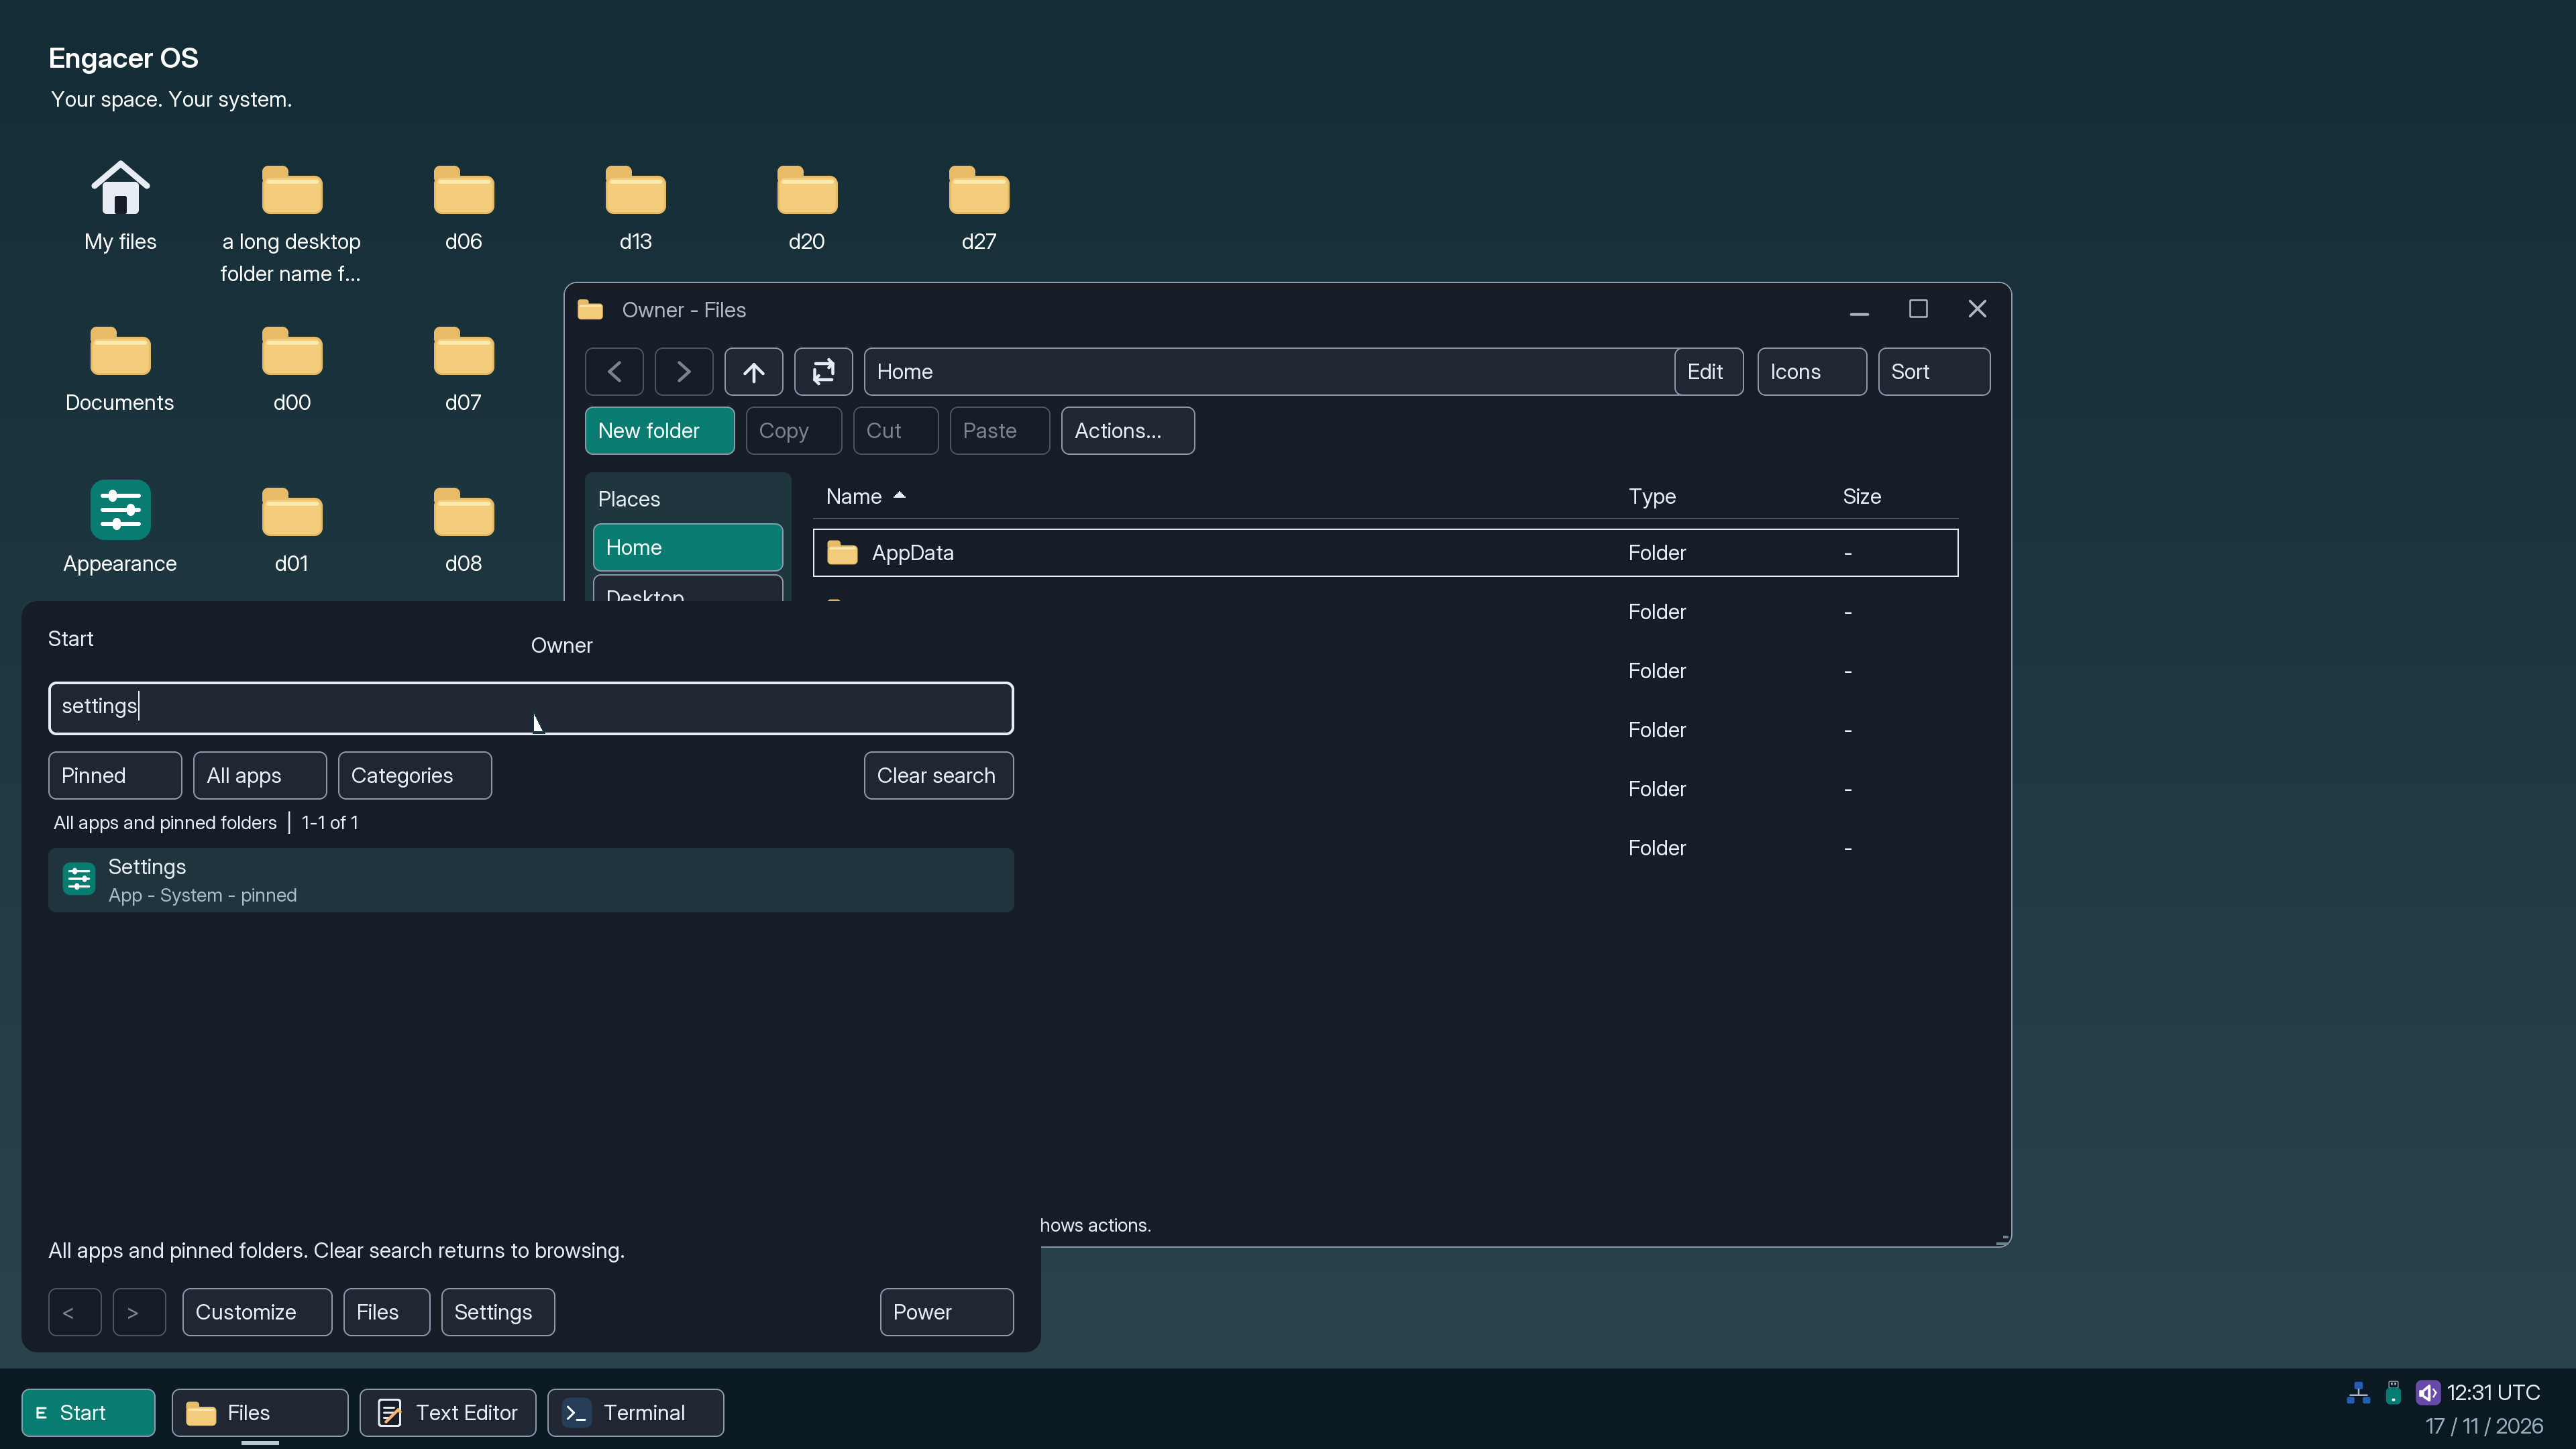 Engacer OS
Your space. Your system.
My files
a long desktop
folder name f...
d06
d13
d20
d27
Owner - Files
Home
Edit
Icons
Sort
Documents
d00
d07
New folder
Copy
Cut
Paste
Actions...
Places
Name
Type
Size
Home
AppData
Folder
-
Appearance
d01
d08
Desktop
Folder
-
Folder
-
Folder
-
Folder
-
Folder
-
hows actions.
Start
Owner
settings
Pinned
All apps
Categories
Clear search
All apps and pinned folders | 1-1 of 1
Settings
App - System - pinned
All apps and pinned folders. Clear search returns to browsing.
<
>
Customize
Files
Settings
Power
E Start
Files
Text Editor
Terminal
12:31 UTC
17 / 11 / 2026